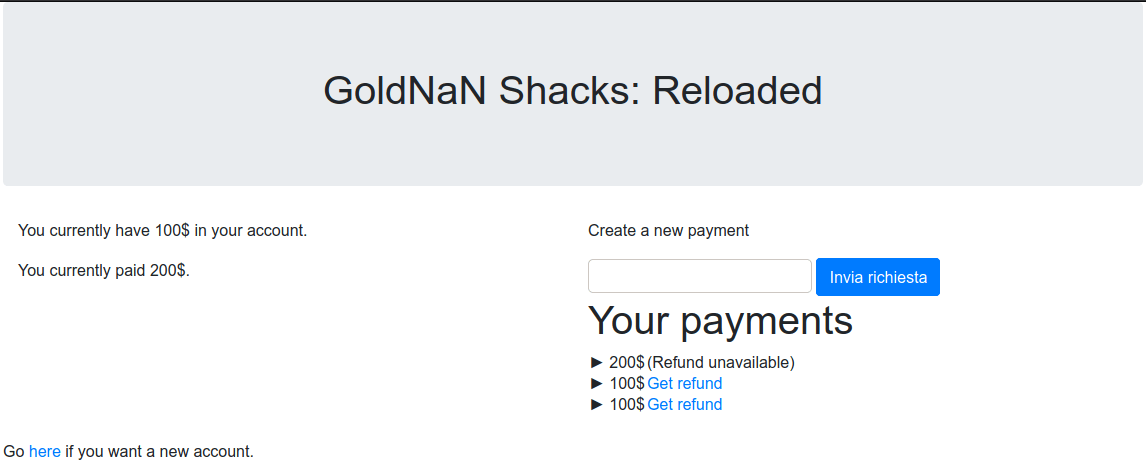 GoldNaN Shacks: Reloaded
You currently have 100$ in your account.
You currently paid 200$.
Create a new payment
Invia richiesta
Your payments
► 200$ (Refund unavailable)
► 100$ Get refund
► 100$ Get refund
Go here if you want a new account.